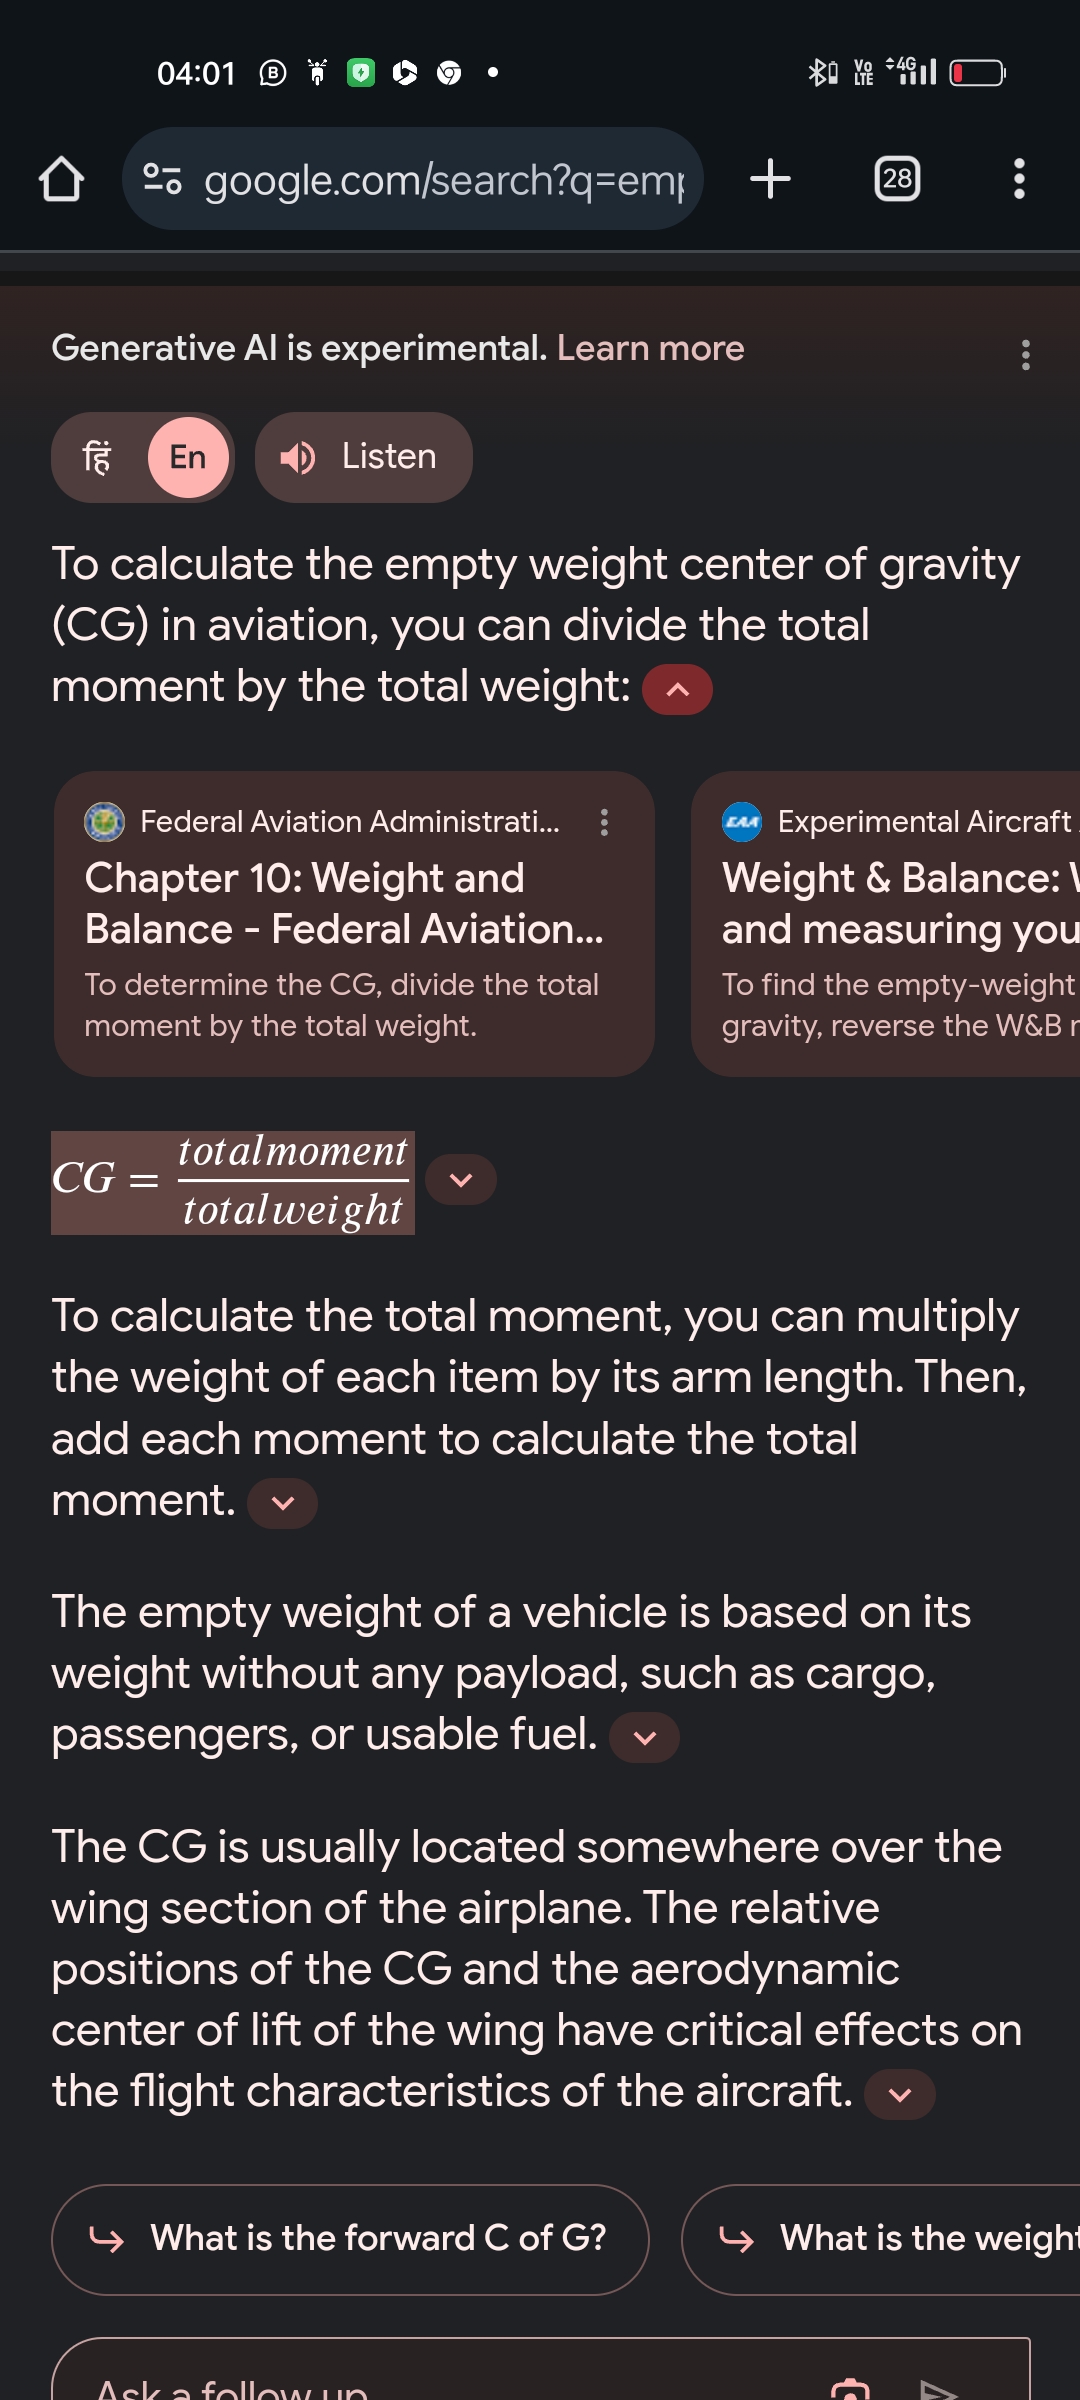 04:01
Vo
LTE
4G
google.com/search?q=emp
28
Generative AI is experimental. Learn more
हिं
En
Listen
To calculate the empty weight center of gravity
(CG) in aviation, you can divide the total
moment by the total weight:
Federal Aviation Administrati...
Chapter 10: Weight and
Balance - Federal Aviation...
To determine the CG, divide the total
moment by the total weight.
EAA
Experimental Aircraft
Weight & Balance:
and measuring you
To find the empty-weight
gravity, reverse the W&B
CG = totalmoment
totalweight
To calculate the total moment, you can multiply
the weight of each item by its arm length. Then,
add each moment to calculate the total
moment.
The empty weight of a vehicle is based on its
weight without any payload, such as cargo,
passengers, or usable fuel.
The CG is usually located somewhere over the
wing section of the airplane. The relative
positions of the CG and the aerodynamic
center of lift of the wing have critical effects on
the flight characteristics of the aircraft.
What is the forward C of G?
What is the weight
Ask a follow up